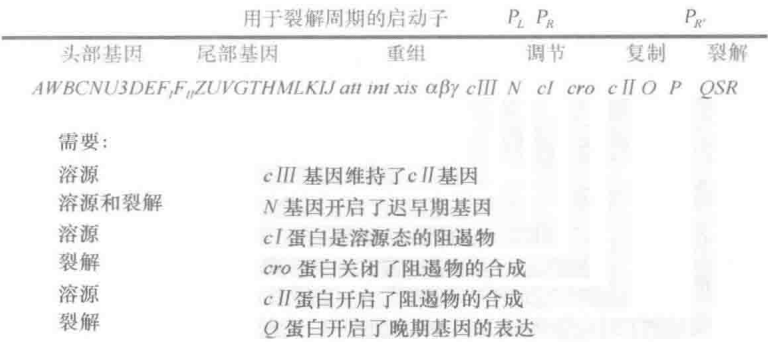 用于裂解周期的启动子 P_L P_R P_R'
头部基因 尾部基因 重组 调节 复制 裂解
AWBCNU3DEF_IF_IIZUVGTHMLKIJ att int xis αβγ cIII N cI cro cII O P QSR
需要:
溶源 cIII 基因维持了cII基因
溶源和裂解 N 基因开启了迟早期基因
溶源 cI蛋白是溶源态的阻遏物
裂解 cro 蛋白关闭了阻遏物的合成
溶源 cII蛋白开启了阻遏物的合成
裂解 Q 蛋白开启了晚期基因的表达